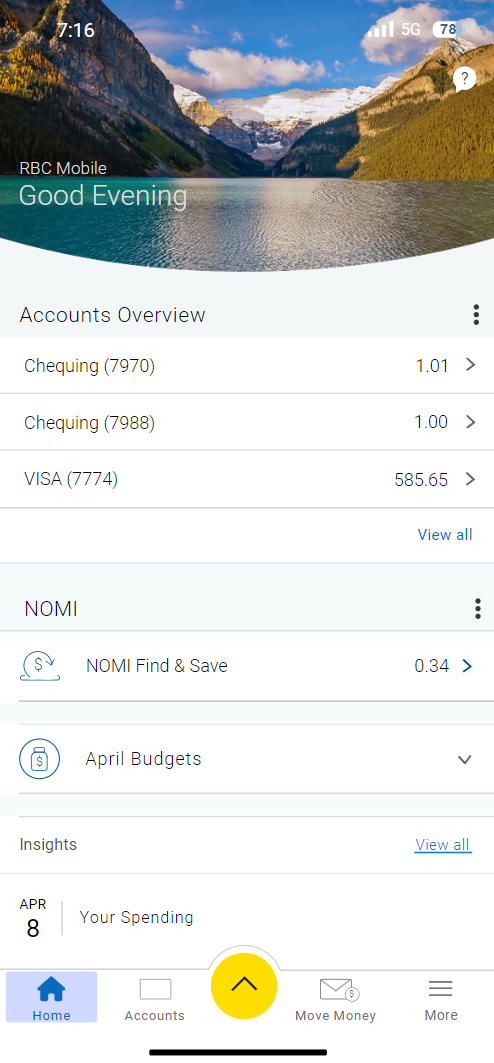 7:16
5G
78
?
RBC Mobile
Good Evening
Accounts Overview
Chequing (7970) 1.01
Chequing (7988) 1.00
VISA (7774) 585.65
View all
NOMI
$ NOMI Find & Save 0.34
$ April Budgets
Insights View all
APR
8
Your Spending
$
Home Accounts Move Money More